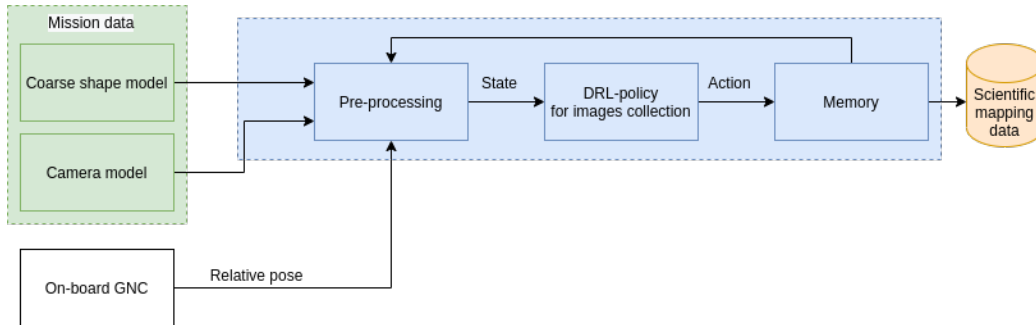 Mission data
Coarse shape model
Camera model
On-board GNC
Relative pose
Pre-processing
State
DRL-policy
for images collection
Action
Memory
Scientific
mapping
data